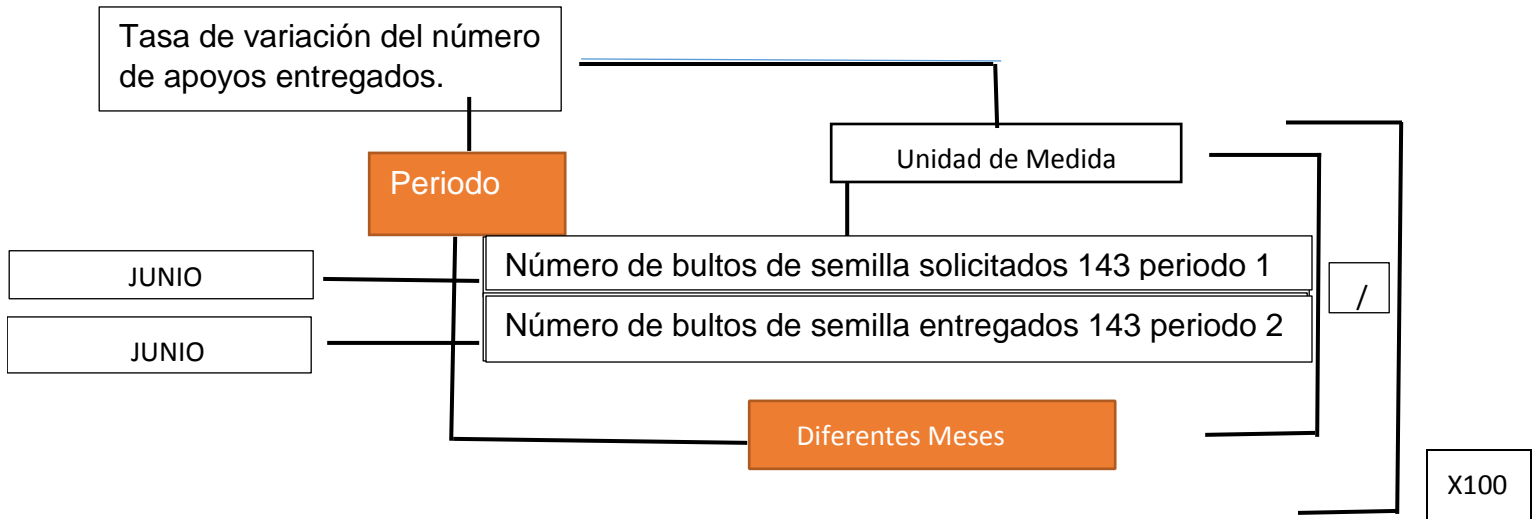 Tasa de variación del número
de apoyos entregados.
Unidad de Medida
Periodo
JUNIO
Número de bultos de semilla solicitados 143 periodo 1
/
JUNIO
Número de bultos de semilla entregados 143 periodo 2
Diferentes Meses
X100